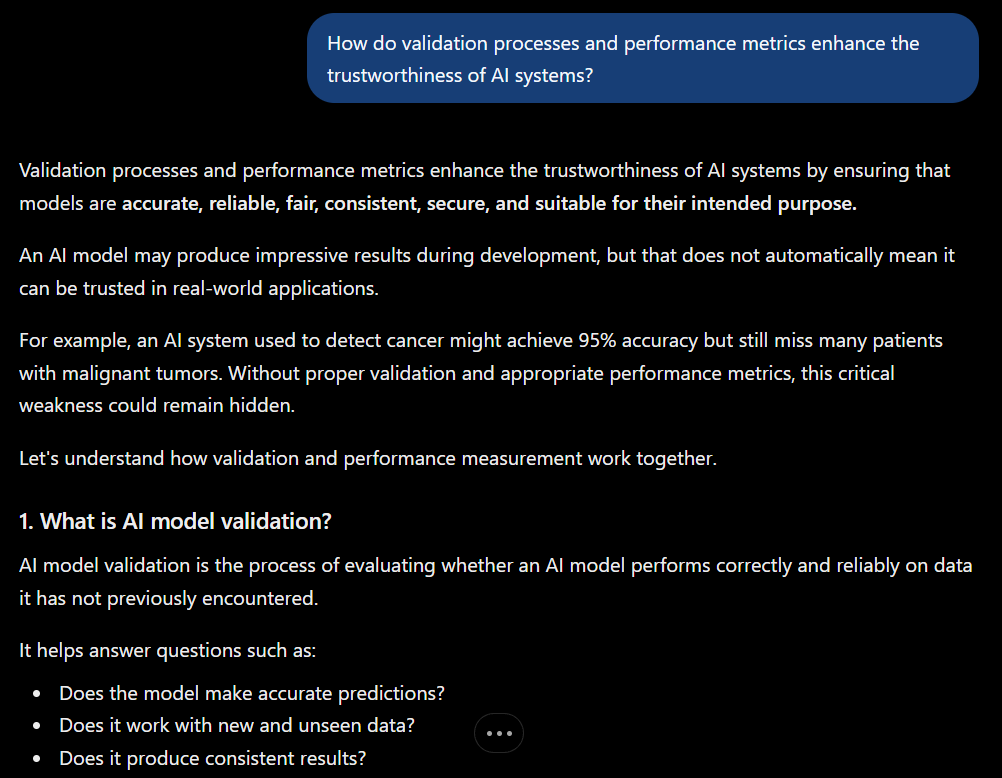 How do validation processes and performance metrics enhance the
trustworthiness of AI systems?
Validation processes and performance metrics enhance the trustworthiness of AI systems by ensuring that
models are accurate, reliable, fair, consistent, secure, and suitable for their intended purpose.
An AI model may produce impressive results during development, but that does not automatically mean it
can be trusted in real-world applications.
For example, an AI system used to detect cancer might achieve 95% accuracy but still miss many patients
with malignant tumors. Without proper validation and appropriate performance metrics, this critical
weakness could remain hidden.
Let's understand how validation and performance measurement work together.
1. What is AI model validation?
AI model validation is the process of evaluating whether an AI model performs correctly and reliably on data
it has not previously encountered.
It helps answer questions such as:
• Does the model make accurate predictions?
• Does it work with new and unseen data?
• Does it produce consistent results?